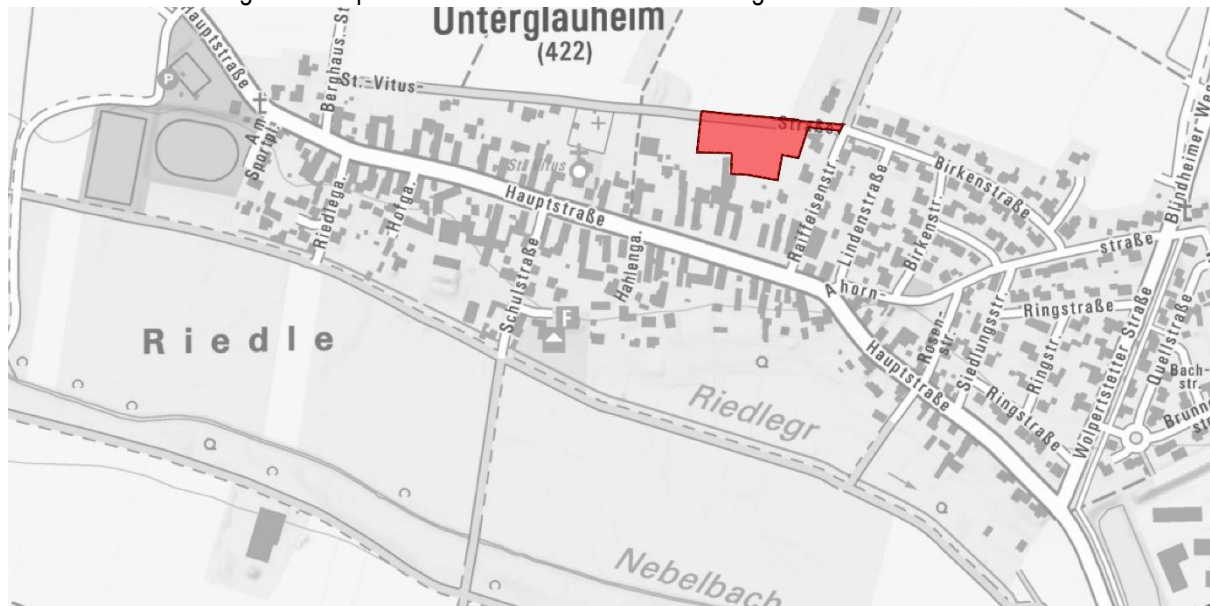 Unterglauheim
(422)
Hauptstraße
P
Berghaus. St
St.-Vitus-
Straße
Am
Sportpl.
St. Vitus
Birkenstraße
Blindheimer Weg
Riedlega.
Hofga.
Hauptstraße
Raiffeisenstr.
Lindenstraße
Birkenstr.
straße
Schulstraße
Hahlenga.
Ahorn-
Ringstraße
Wolpertstetter Straße
Quellstraße
F
Riedle
Hauptstraße
Rosen-
str.
Siedlungsstr.
Ringstr.
Bach-
str.
Riedlegr
Ringstraße
Nebelbach